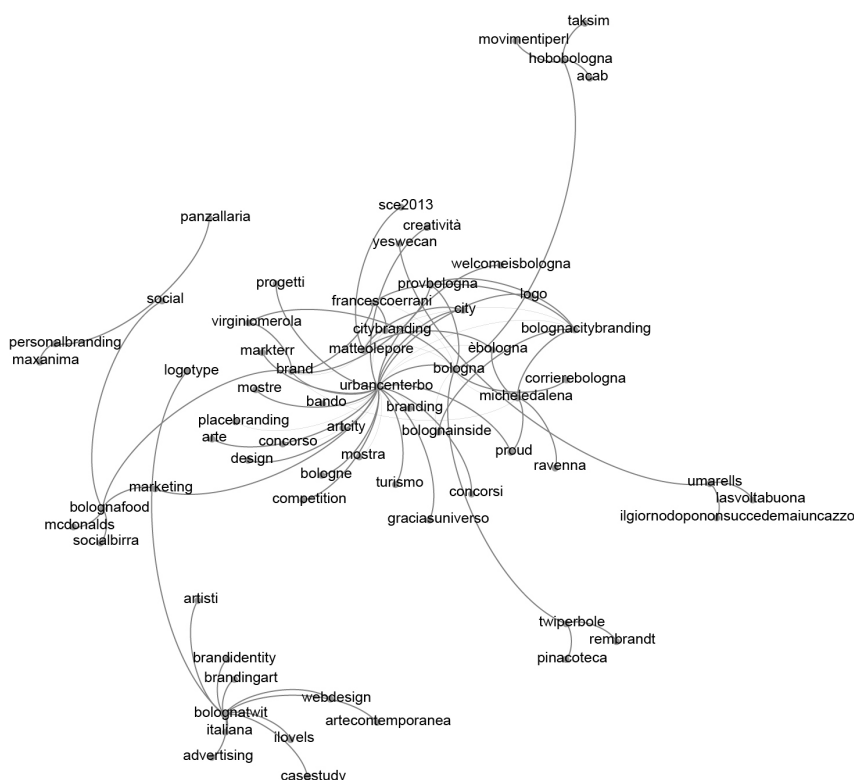 taksim
movimentiperl
hobobologna
acab
sce2013
panzallaria
creatività
yeswecan
welcomeisbologna
progetti
provbologna
logo
social
francescoerrani
city
virginiomerola
citybranding
bolognacitybranding
personalbranding
markterr
matteolepore
èbologna
maxanima
logotype
brand
bologna
corrierebologna
mostre
urbancenterbo
micheledalena
bando
branding
placebranding
artcity
bolognainside
arte
concorso
proud
design
mostra
ravenna
bologne
turismo
umarells
marketing
competition
concorsi
lasvoltabuona
bolognafood
graciasuniverso
ilgiornodopononsuccedemaiuncazzo
mcdonalds
socialbirra
artisti
twiperbole
rembrandt
brandidentity
pinacoteca
brandingart
webdesign
bolognatwit
artecontemporanea
italiana
ilovels
advertising
casestudy